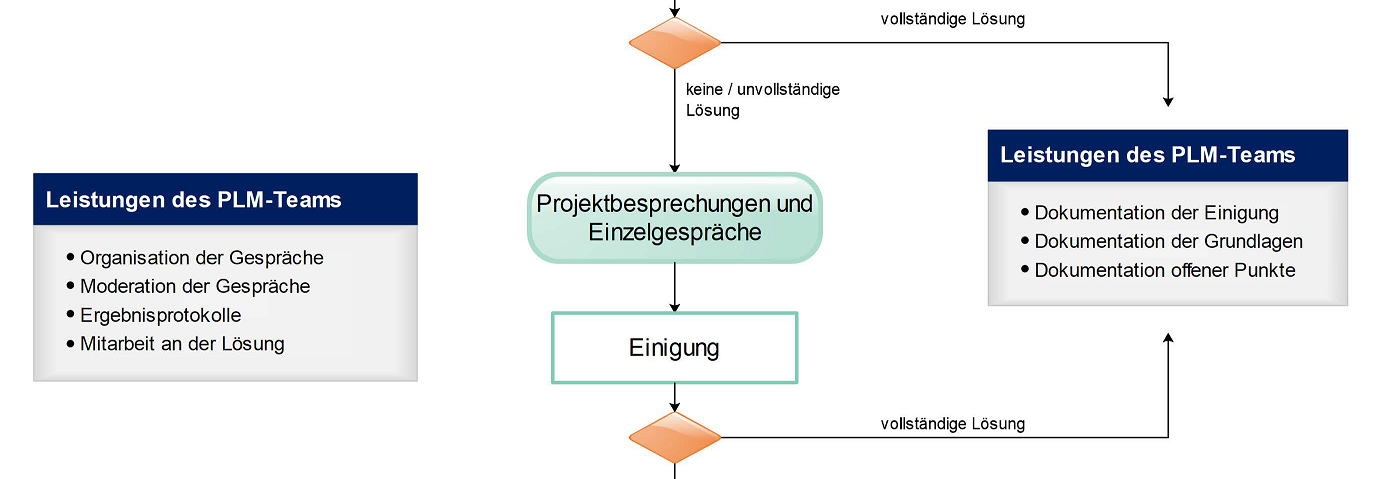 vollständige Lösung
keine / unvollständige
Lösung
Leistungen des PLM-Teams
• Organisation der Gespräche
• Moderation der Gespräche
• Ergebnisprotokolle
• Mitarbeit an der Lösung
Projektbesprechungen und
Einzelgespräche
Einigung
Leistungen des PLM-Teams
• Dokumentation der Einigung
• Dokumentation der Grundlagen
• Dokumentation offener Punkte
vollständige Lösung